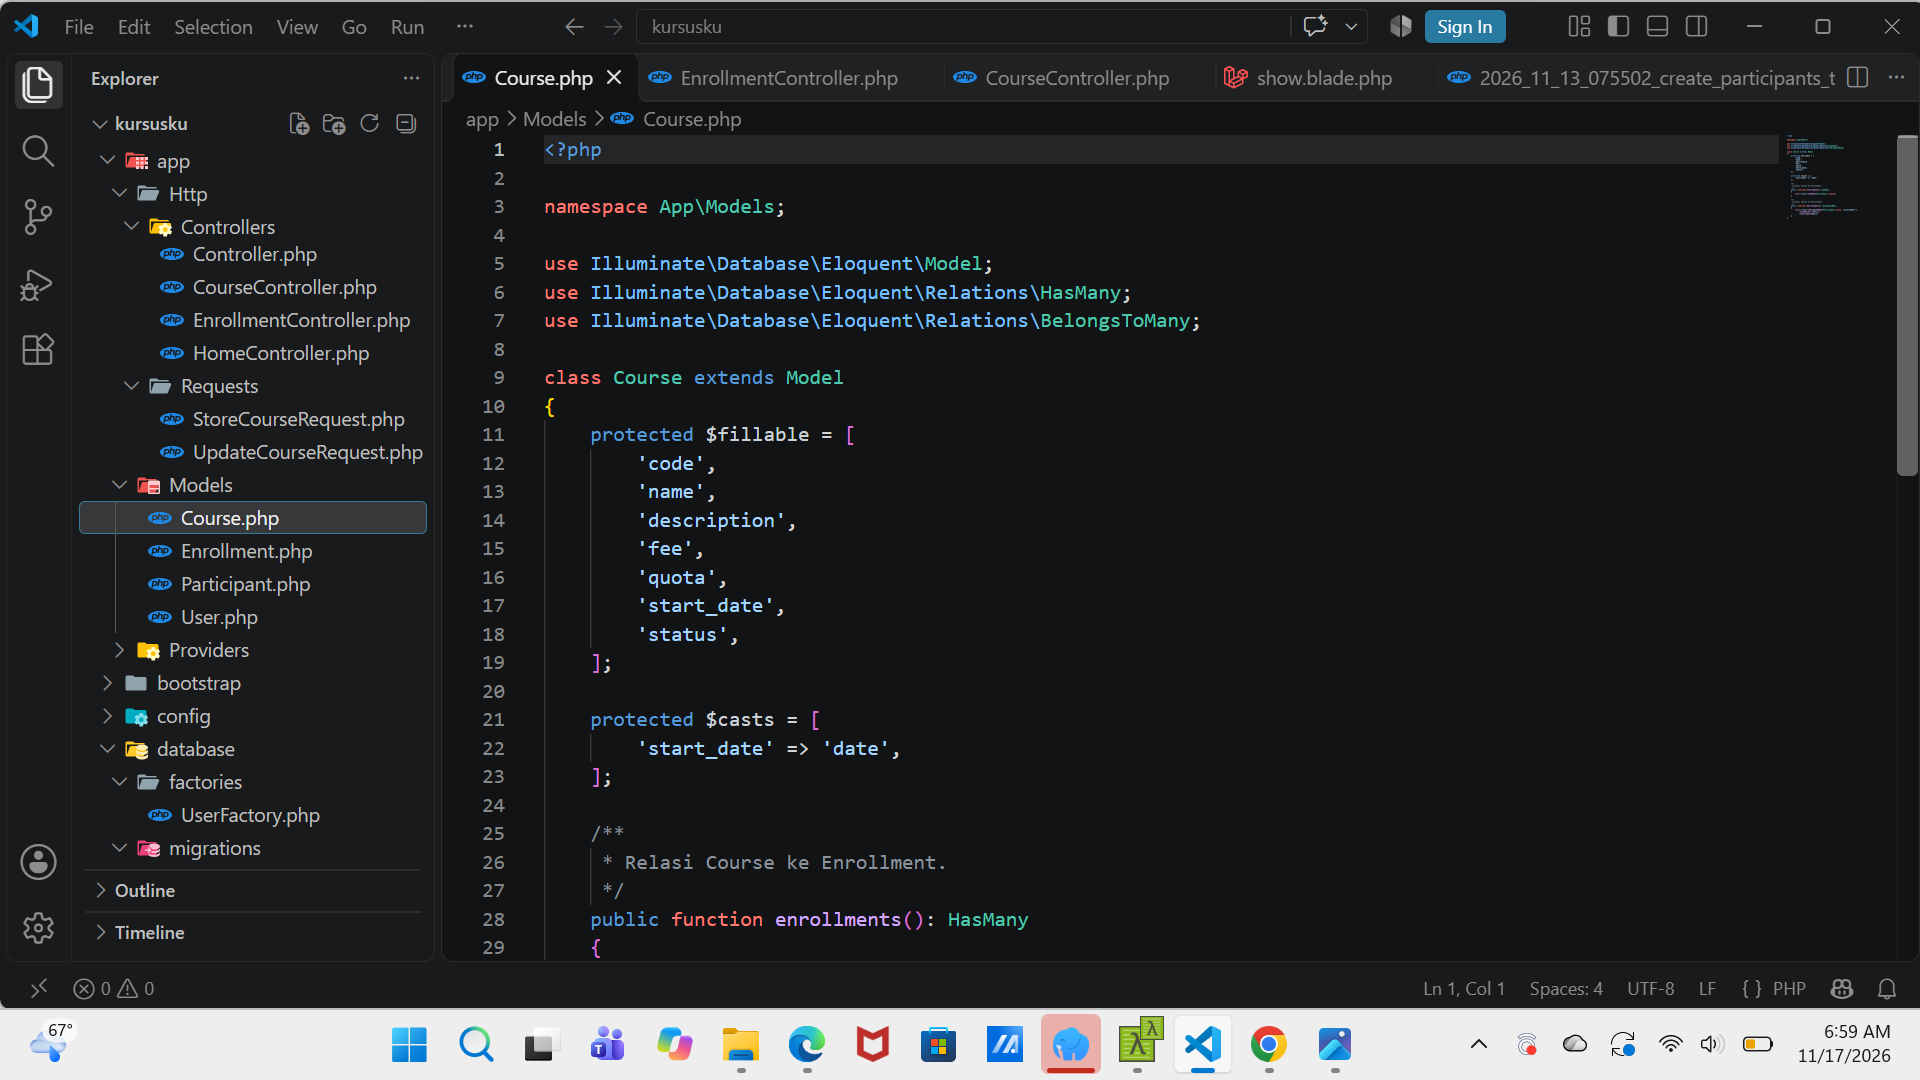 File Edit Selection View Go Run ··· kursusku Sign In
Explorer
kursusku
app
Http
Controllers
Controller.php
CourseController.php
EnrollmentController.php
HomeController.php
Requests
StoreCourseRequest.php
UpdateCourseRequest.php
Models
Course.php
Enrollment.php
Participant.php
User.php
Providers
bootstrap
config
database
factories
UserFactory.php
migrations
Outline
Timeline
Course.php EnrollmentController.php CourseController.php show.blade.php 2026_11_13_075502_create_participants_t
app > Models > Course.php
1 <?php
2
3 namespace App\Models;
4
5 use Illuminate\Database\Eloquent\Model;
6 use Illuminate\Database\Eloquent\Relations\HasMany;
7 use Illuminate\Database\Eloquent\Relations\BelongsToMany;
8
9 class Course extends Model
10 {
11 protected $fillable = [
12 'code',
13 'name',
14 'description',
15 'fee',
16 'quota',
17 'start_date',
18 'status',
19 ];
20
21 protected $casts = [
22 'start_date' => 'date',
23 ];
24
25 /**
26 * Relasi Course ke Enrollment.
27 */
28 public function enrollments(): HasMany
29 {
0 0 Ln 1, Col 1 Spaces: 4 UTF-8 LF {} PHP
67° 6:59 AM
11/17/2026